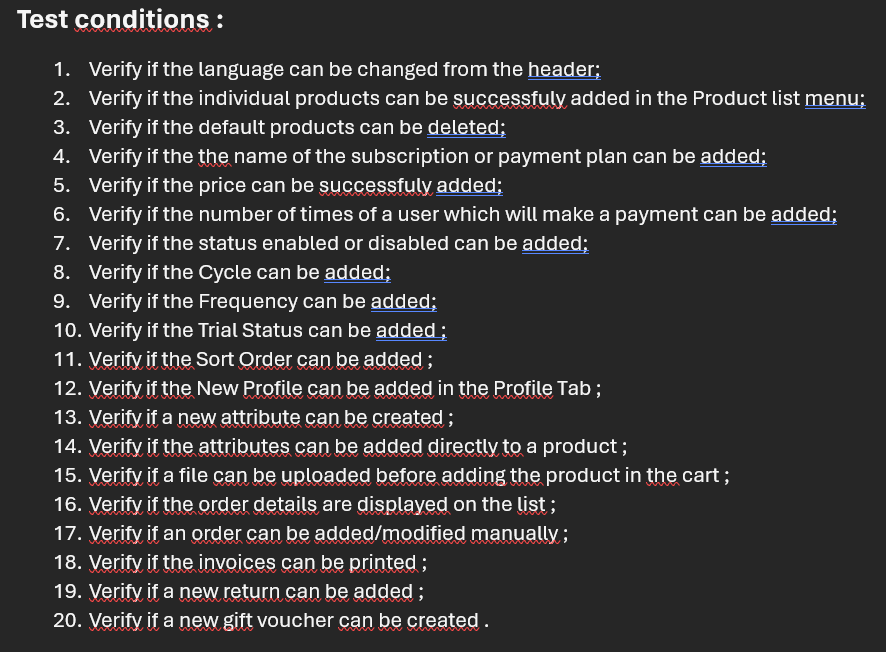 Test conditions :
1. Verify if the language can be changed from the header;
2. Verify if the individual products can be successfuly added in the Product list menu;
3. Verify if the default products can be deleted;
4. Verify if the the name of the subscription or payment plan can be added;
5. Verify if the price can be successfuly added;
6. Verify if the number of times of a user which will make a payment can be added;
7. Verify if the status enabled or disabled can be added;
8. Verify if the Cycle can be added;
9. Verify if the Frequency can be added;
10. Verify if the Trial Status can be added ;
11. Verify if the Sort Order can be added ;
12. Verify if the New Profile can be added in the Profile Tab ;
13. Verify if a new attribute can be created ;
14. Verify if the attributes can be added directly to a product ;
15. Verify if a file can be uploaded before adding the product in the cart ;
16. Verify if the order details are displayed on the list ;
17. Verify if an order can be added/modified manually ;
18. Verify if the invoices can be printed ;
19. Verify if a new return can be added ;
20. Verify if a new gift voucher can be created .